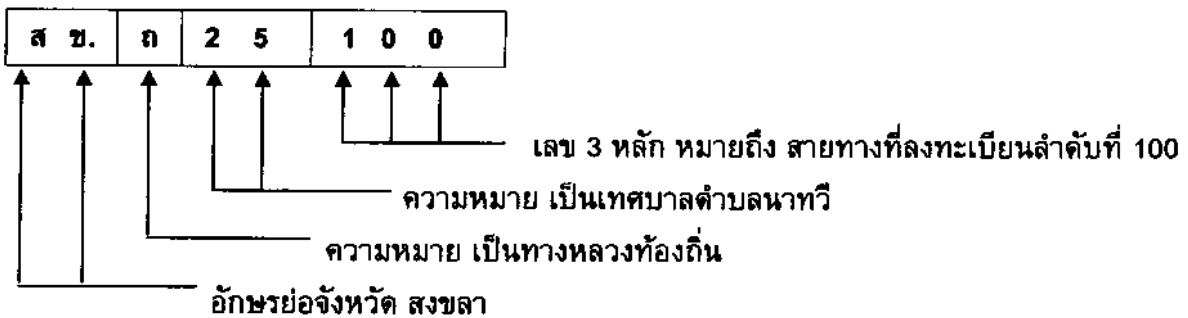 ส ข. ถ 2 5 1 0 0
เลข 3 หลัก หมายถึง สายทางที่ลงทะเบียนลำดับที่ 100
ความหมาย เป็นเทศบาลตำบลนาทวี
ความหมาย เป็นทางหลวงท้องถิ่น
อักษรย่อจังหวัด สงขลา